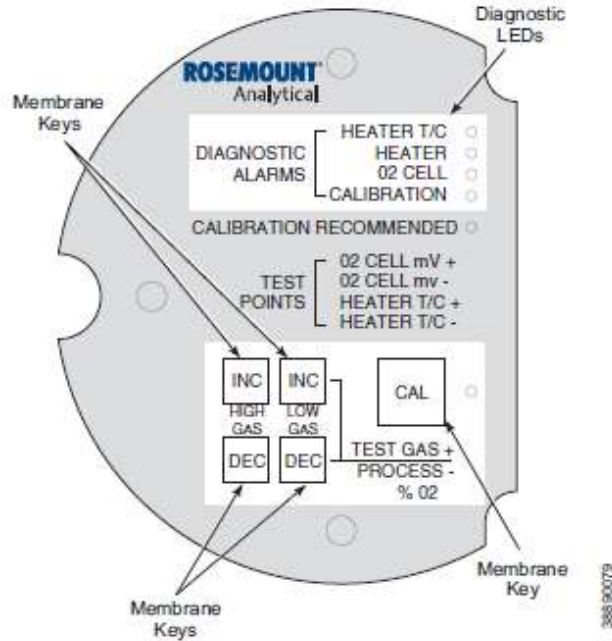 Diagnostic
LEDs
ROSEMOUNT®
Analytical
Membrane
Keys
DIAGNOSTIC
ALARMS
HEATER T/C
HEATER
02 CELL
CALIBRATION
CALIBRATION RECOMMENDED
TEST
POINTS
02 CELL mV +
02 CELL mv -
HEATER T/C +
HEATER T/C -
INC
INC
CAL
HIGH
GAS
LOW
GAS
DEC
DEC
TEST GAS +
PROCESS -
% 02
Membrane
Keys
Membrane
Key
38890079